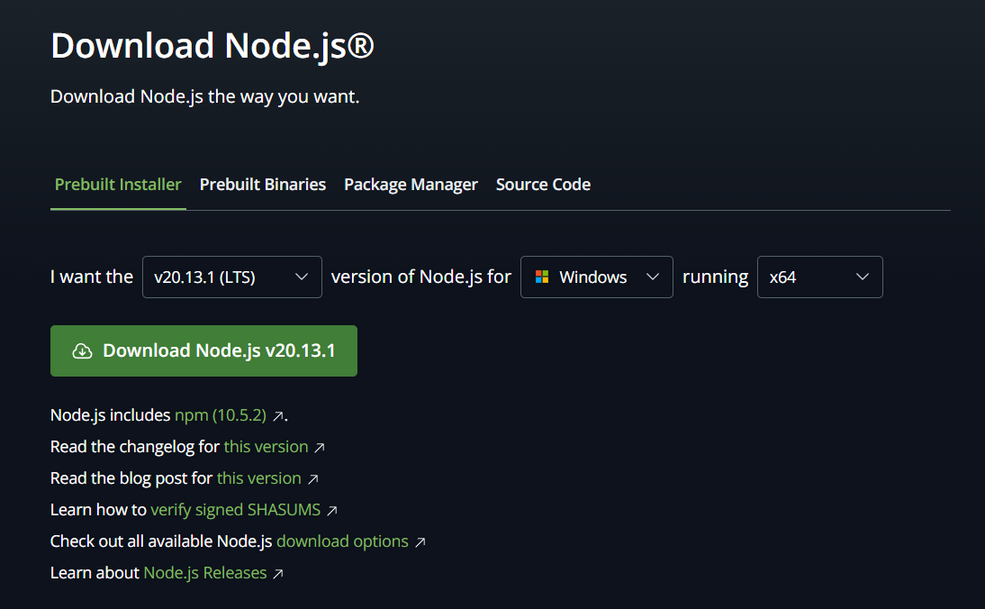 Download Node.js®
Download Node.js the way you want.
Prebuilt Installer Prebuilt Binaries Package Manager Source Code
I want the v20.13.1 (LTS) version of Node.js for Windows running x64
Download Node.js v20.13.1
Node.js includes npm (10.5.2) ↗.
Read the changelog for this version ↗
Read the blog post for this version ↗
Learn how to verify signed SHASUMS ↗
Check out all available Node.js download options ↗
Learn about Node.js Releases ↗